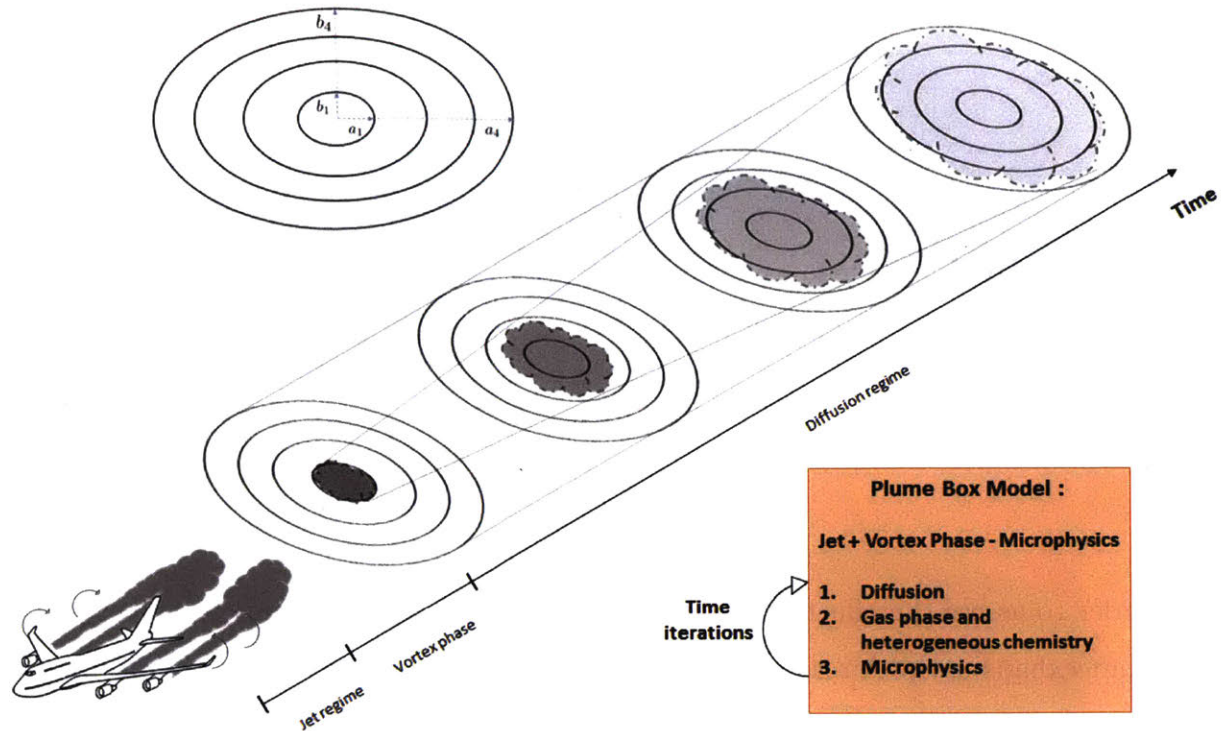 b₄
b₁
a₁
a₄
Time
Diffusion regime
Vortex phase
Jet regime
Plume Box Model :
Jet + Vortex Phase - Microphysics
1. Diffusion
2. Gas phase and
heterogeneous chemistry
3. Microphysics
Time
iterations